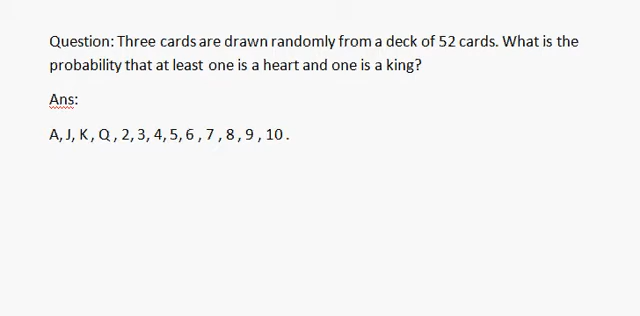 Question: Three cards are drawn randomly from a deck of 52 cards. What is the
probability that at least one is a heart and one is a king?
Ans:
A, J, K , Q , 2, 3, 4, 5, 6 , 7 , 8 , 9 , 10 .